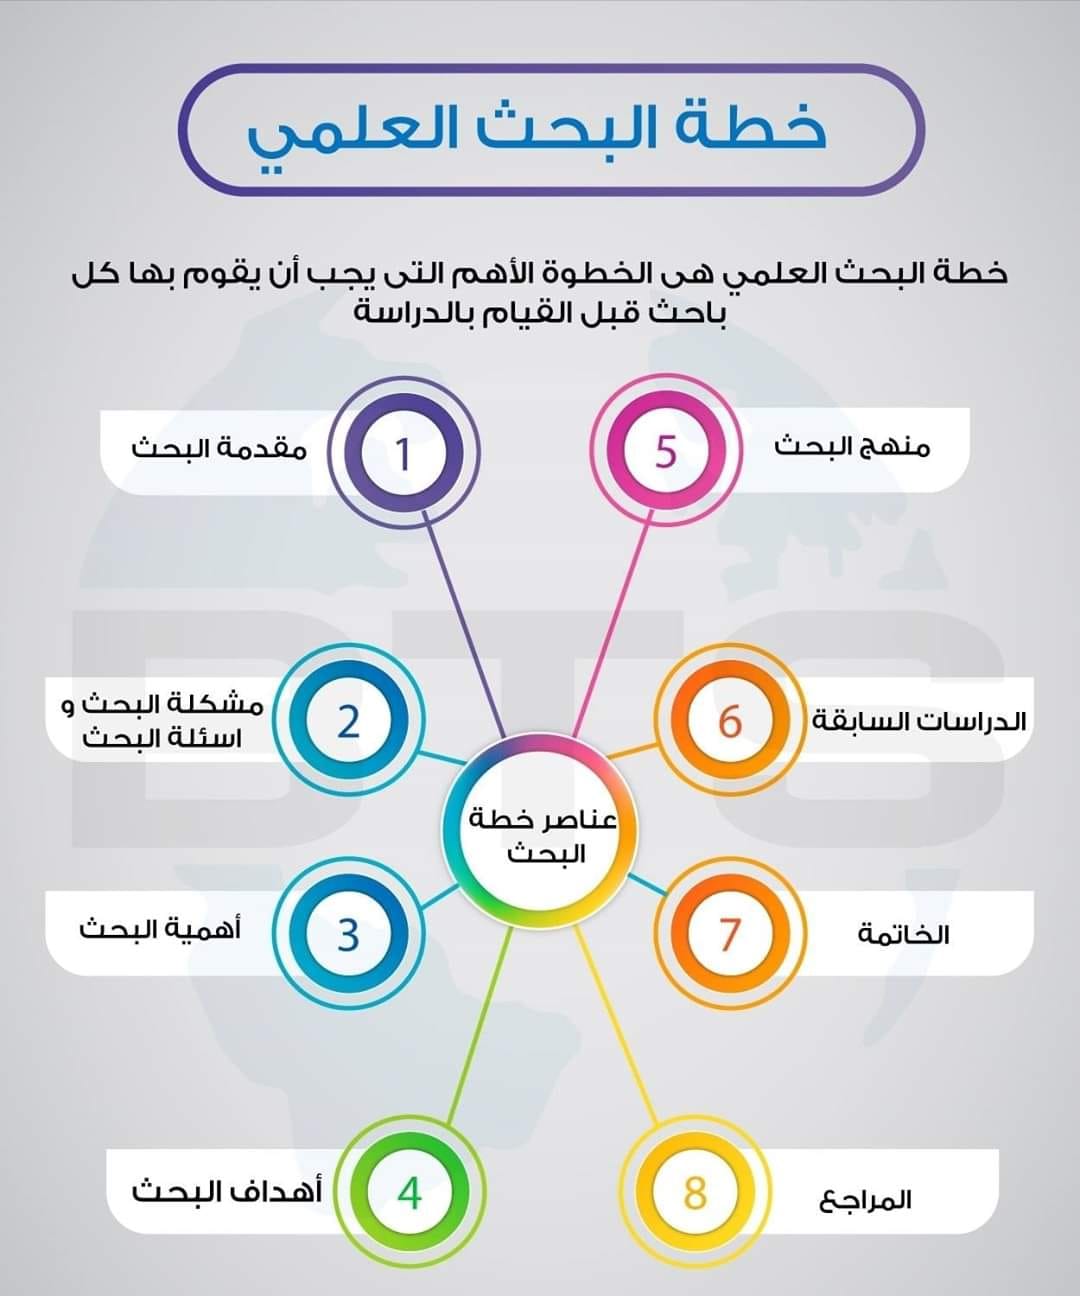 خطة البحث العلمي
خطة البحث العلمي هى الخطوة الأهم التى يجب أن يقوم بها كل
باحث قبل القيام بالدراسة
1
مقدمة البحث
2
مشكلة البحث و
اسئلة البحث
3
أهمية البحث
4
أهداف البحث
عناصر خطة
البحث
5
منهج البحث
6
الدراسات السابقة
7
الخاتمة
8
المراجع
DTS